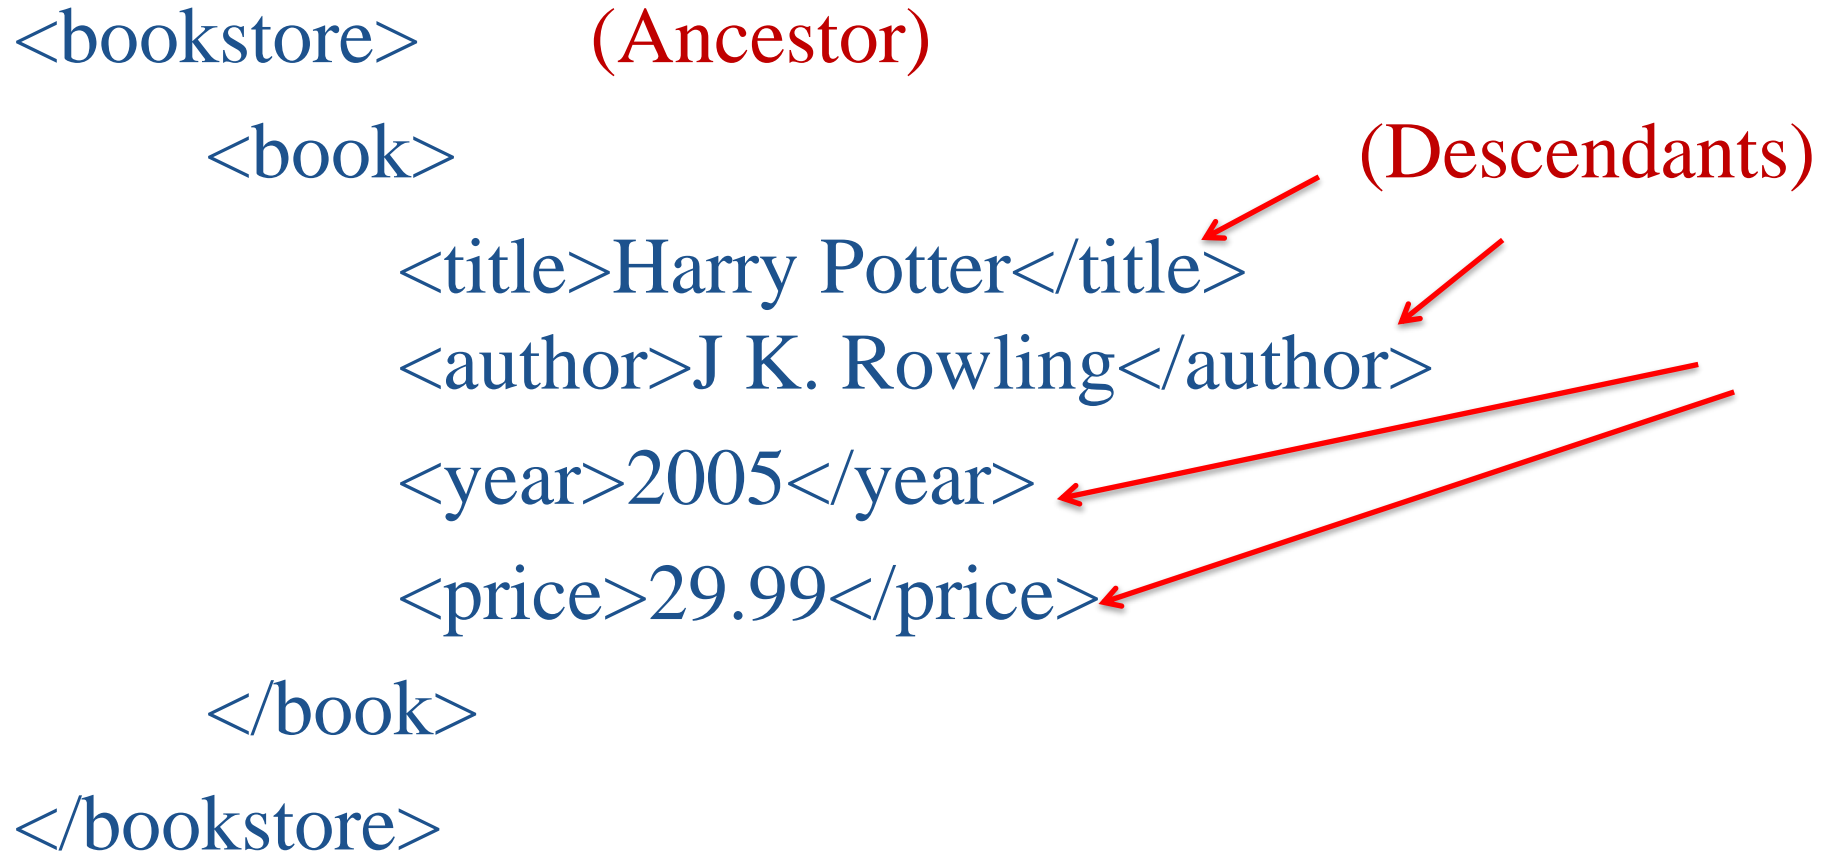 <bookstore> (Ancestor)
<book> (Descendants)
<title>Harry Potter</title>
<author>J K. Rowling</author>
<year>2005</year>
<price>29.99</price>
</book>
</bookstore>